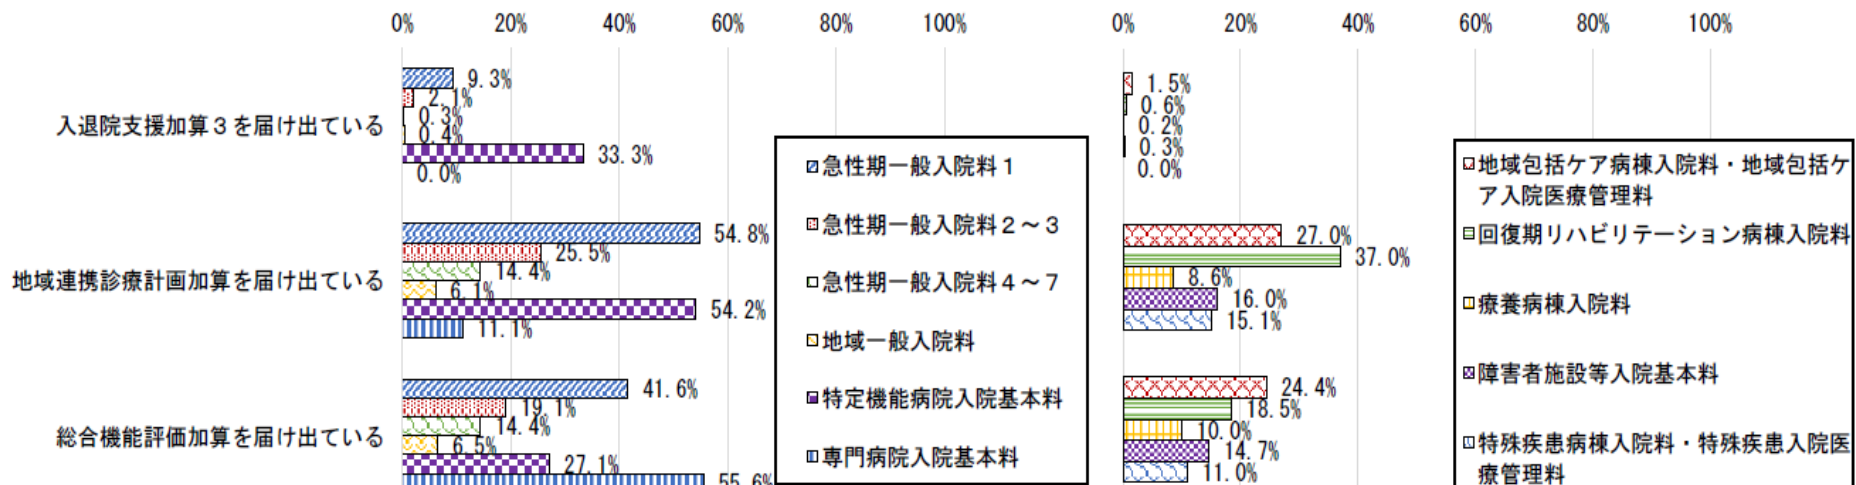 0% 20% 40% 60% 80% 100%
0% 20% 40% 60% 80% 100%
入退院支援加算3を届け出ている
9.3%
2.1%
0.3%
0.4%
33.3%
0.0%
1.5%
0.6%
0.2%
0.3%
0.0%
地域連携診療計画加算を届け出ている
54.8%
25.5%
14.4%
6.1%
54.2%
11.1%
27.0%
37.0%
8.6%
16.0%
15.1%
総合機能評価加算を届け出ている
41.6%
19.1%
14.4%
6.5%
27.1%
55.6%
24.4%
18.5%
10.0%
14.7%
11.0%
急性期一般入院料1
急性期一般入院料2~3
急性期一般入院料4~7
地域一般入院料
特定機能病院入院基本料
専門病院入院基本料
地域包括ケア病棟入院料・地域包括ケ
ア入院医療管理料
回復期リハビリテーション病棟入院料
療養病棟入院料
障害者施設等入院基本料
特殊疾患病棟入院料・特殊疾患入院医
療管理料